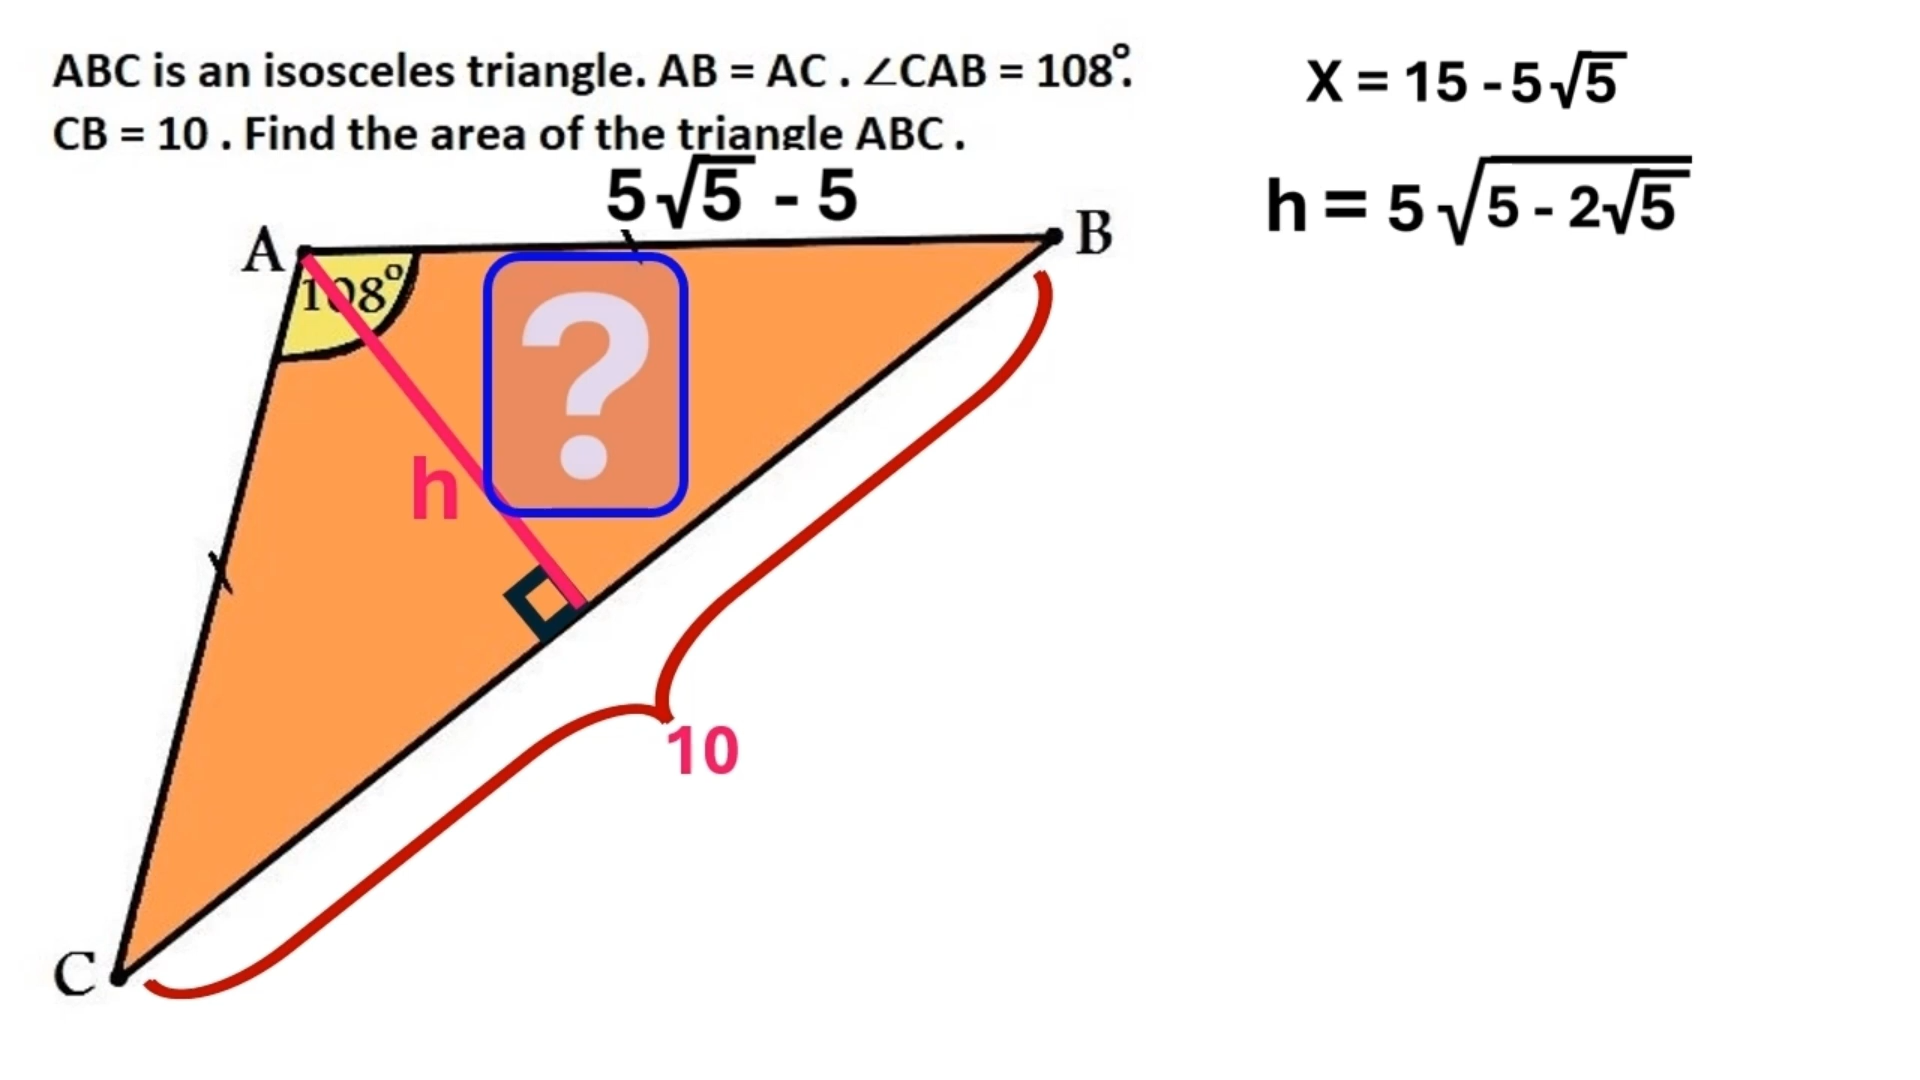 ABC is an isosceles triangle. AB = AC . ∠CAB = 108°.
CB = 10 . Find the area of the triangle ABC .
X = 15 - 5√5
h = 5√(5 - 2√5)
5√5 - 5
A
B
108°
?
h
10
C